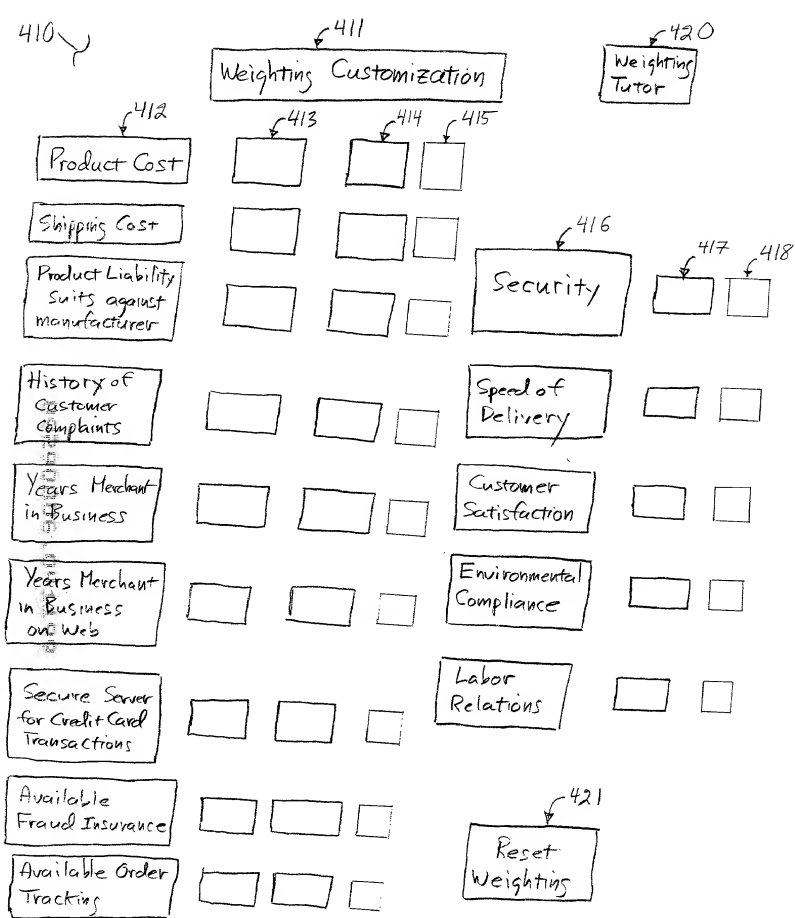 410
411
420
Weighting Customization
Weighting
Tutor
412
413
414
415
Product Cost
Shipping Cost
Product Liability
Suits against
manufacturer
416
417
418
Security
History of
Customer
Complaints
Speed of
Delivery
Years Merchant
in Business
Customer
Satisfaction
Years Merchant
in Business
on Web
Environmental
Compliance
Labor
Relations
Secure Server
for Credit Card
Transactions
Available
Fraud Insurance
421
Reset
Weighting
Available Order
Tracking